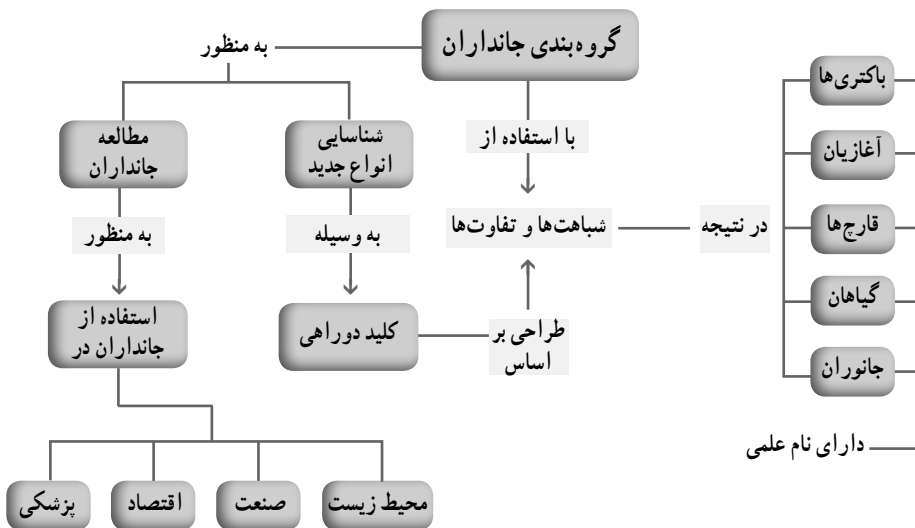 گروه‌بندی جانداران
به منظور
باکتری‌ها
با استفاده از
شناسایی
انواع جدید
مطالعه
جانداران
آغازیان
شباهت‌ها و تفاوت‌ها
در نتیجه
قارچ‌ها
به وسیله
به منظور
گیاهان
طراحی بر
اساس
کلید دوراهی
استفاده از
جانداران در
جانوران
دارای نام علمی
محیط زیست
صنعت
اقتصاد
پزشکی